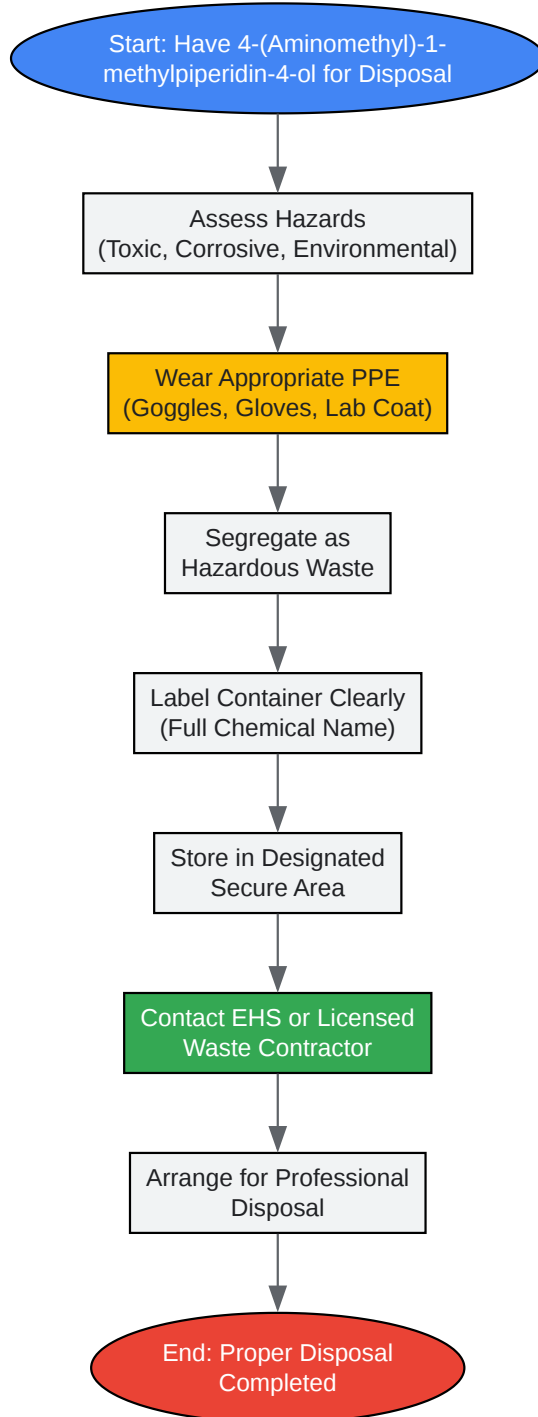 Start: Have 4-(Aminomethyl)-1-
methylpiperidin-4-ol for Disposal
Assess Hazards
(Toxic, Corrosive, Environmental)
Wear Appropriate PPE
(Goggles, Gloves, Lab Coat)
Segregate as
Hazardous Waste
Label Container Clearly
(Full Chemical Name)
Store in Designated
Secure Area
Contact EHS or Licensed
Waste Contractor
Arrange for Professional
Disposal
End: Proper Disposal
Completed